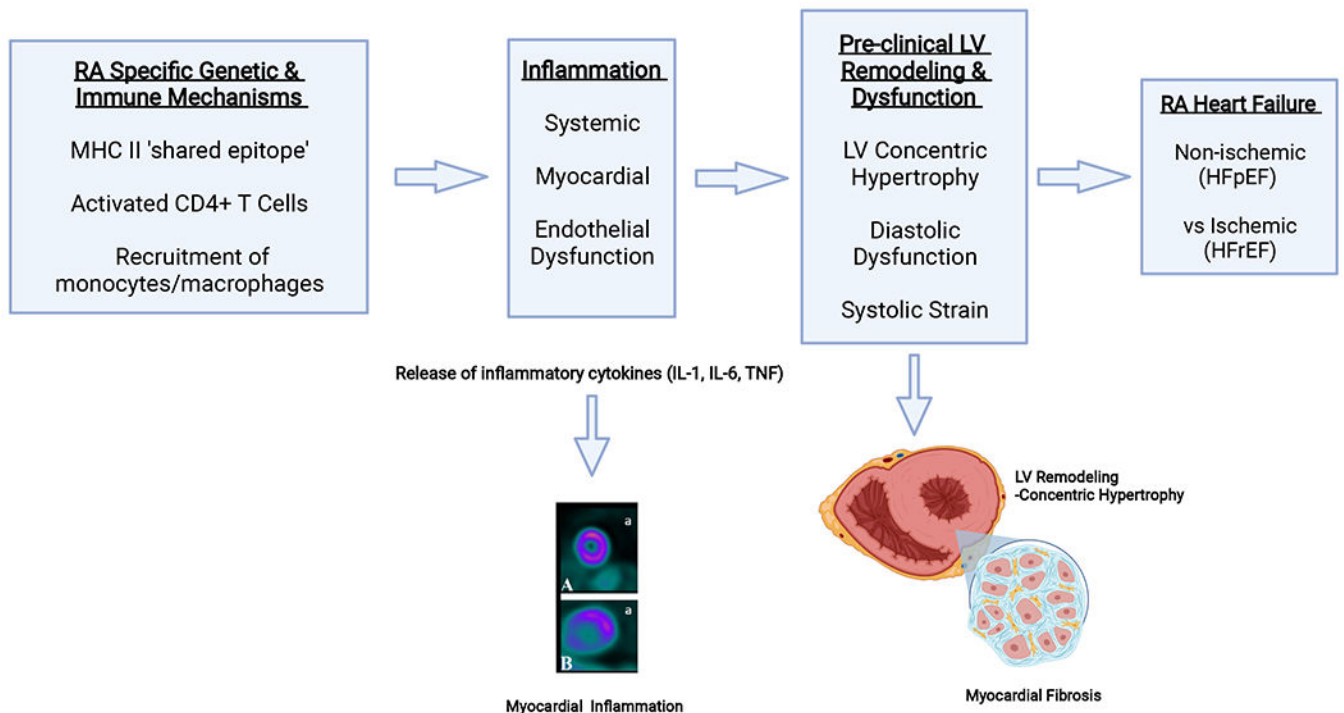 RA Specific Genetic &
Immune Mechanisms
MHC II 'shared epitope'
Activated CD4+ T Cells
Recruitment of
monocytes/macrophages
Inflammation
Systemic
Myocardial
Endothelial
Dysfunction
Pre-clinical LV
Remodeling &
Dysfunction
LV Concentric
Hypertrophy
Diastolic
Dysfunction
Systolic Strain
RA Heart Failure
Non-ischemic
(HFpEF)
vs Ischemic
(HFrEF)
Release of inflammatory cytokines (IL-1, IL-6, TNF)
a
A
a
B
Myocardial Inflammation
LV Remodeling
-Concentric Hypertrophy
Myocardial Fibrosis